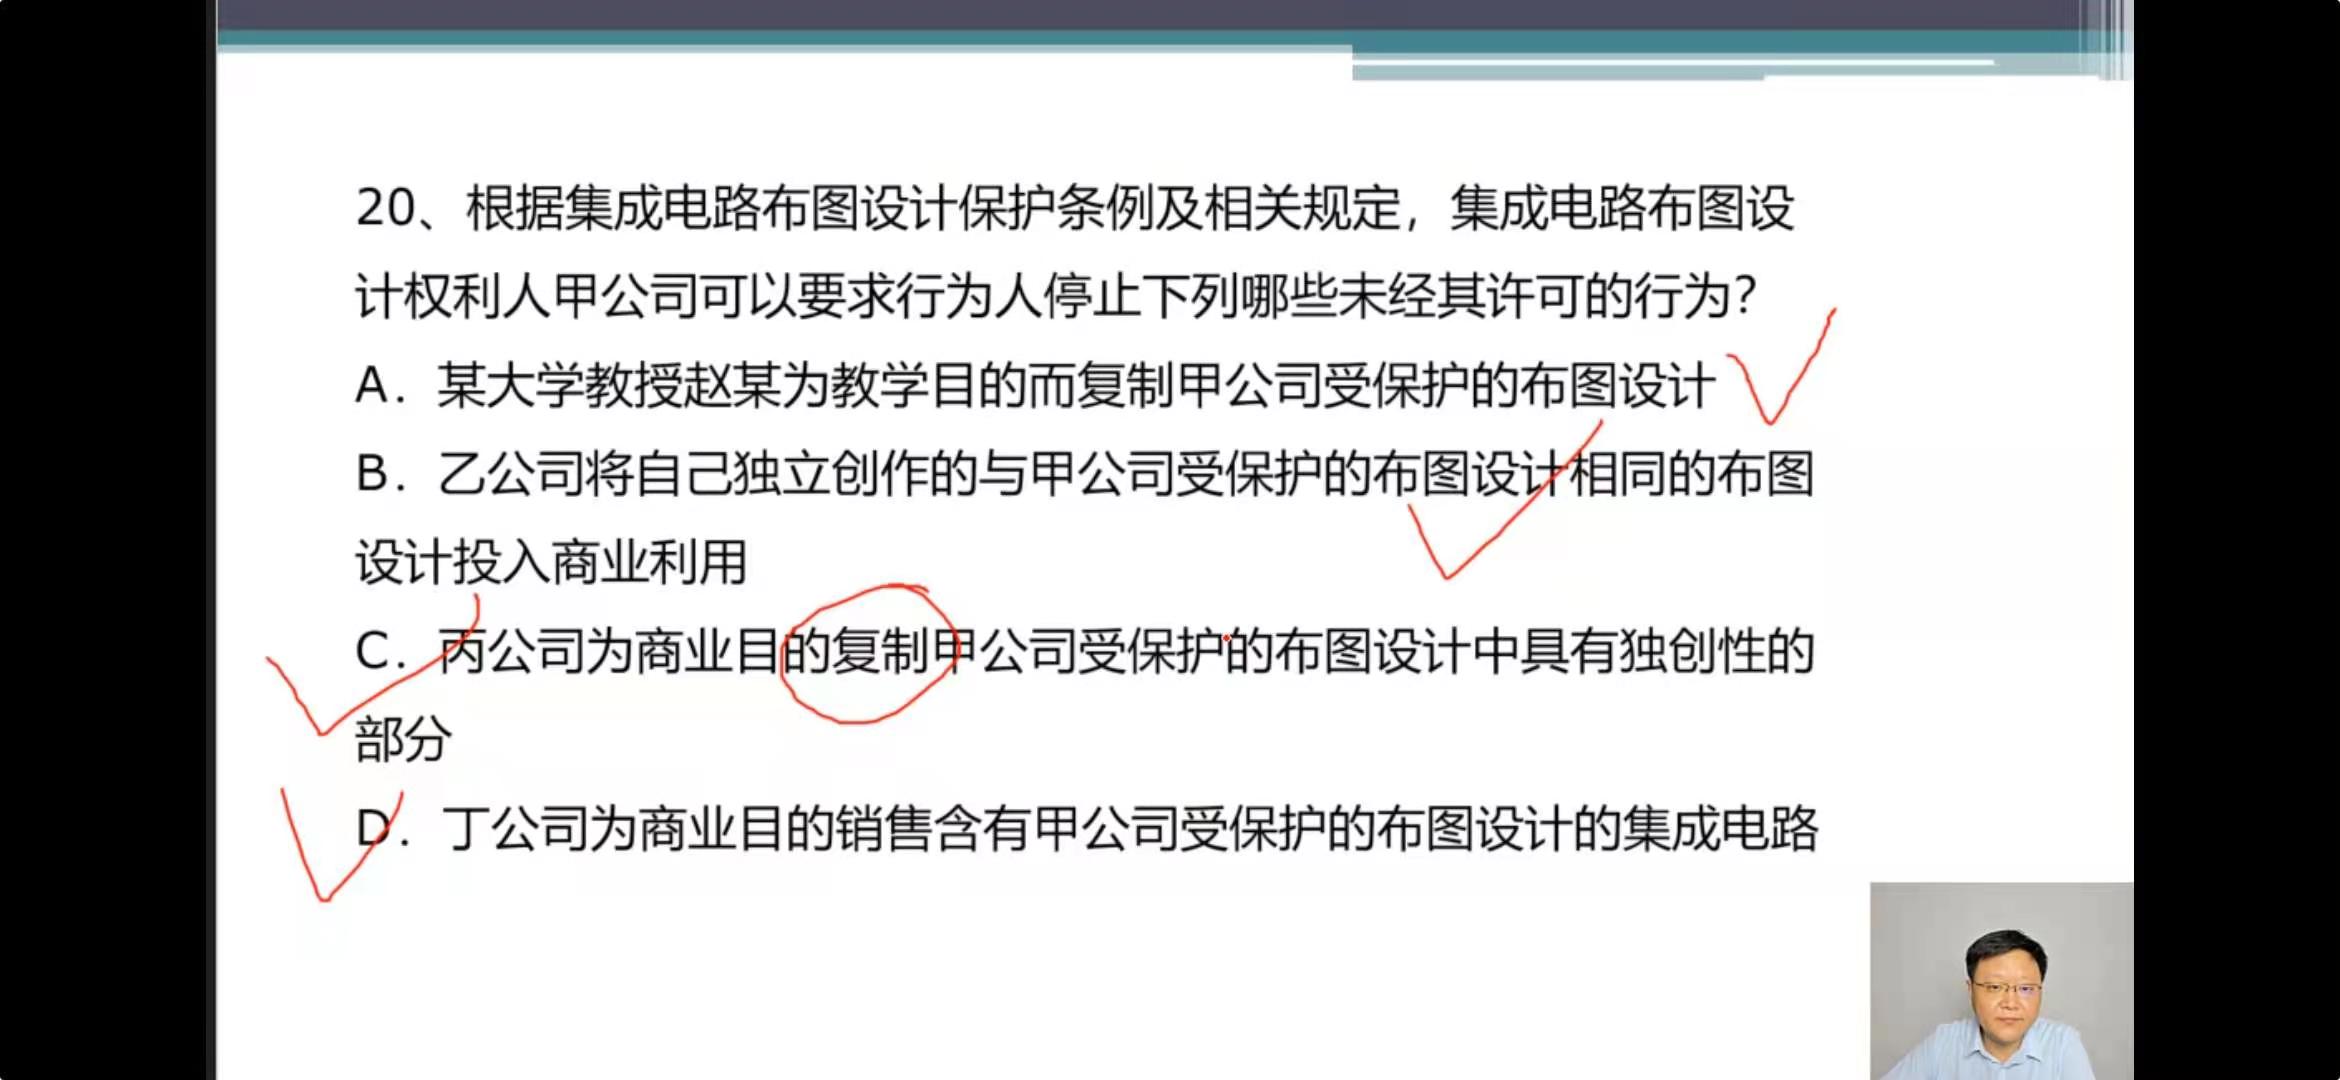 20、根据集成电路布图设计保护条例及相关规定，集成电路布图设
计权利人甲公司可以要求行为人停止下列哪些未经其许可的行为？
A．某大学教授赵某为教学目的而复制甲公司受保护的布图设计
B．乙公司将自己独立创作的与甲公司受保护的布图设计相同的布图
设计投入商业利用
C．丙公司为商业目的复制甲公司受保护的布图设计中具有独创性的
部分
D．丁公司为商业目的销售含有甲公司受保护的布图设计的集成电路